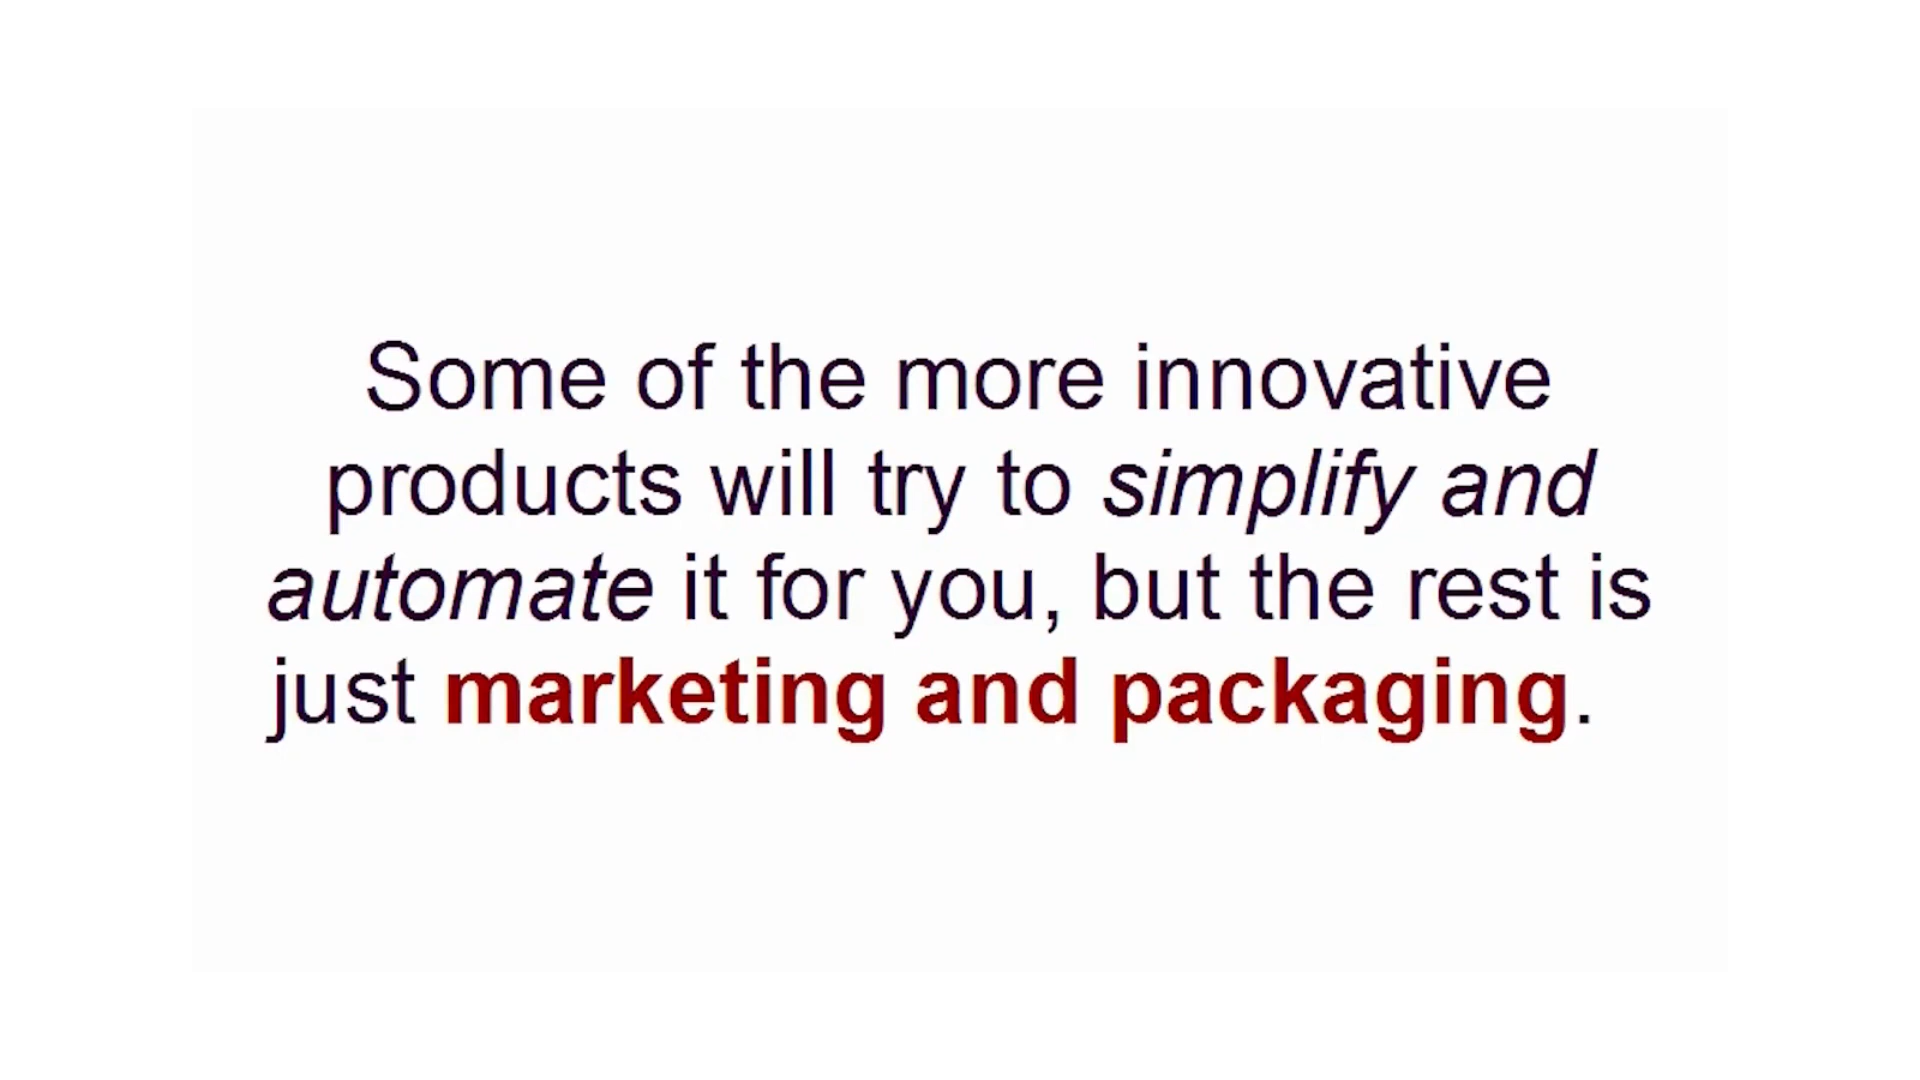 Some of the more innovative
products will try to simplify and
automate it for you, but the rest is
just marketing and packaging.